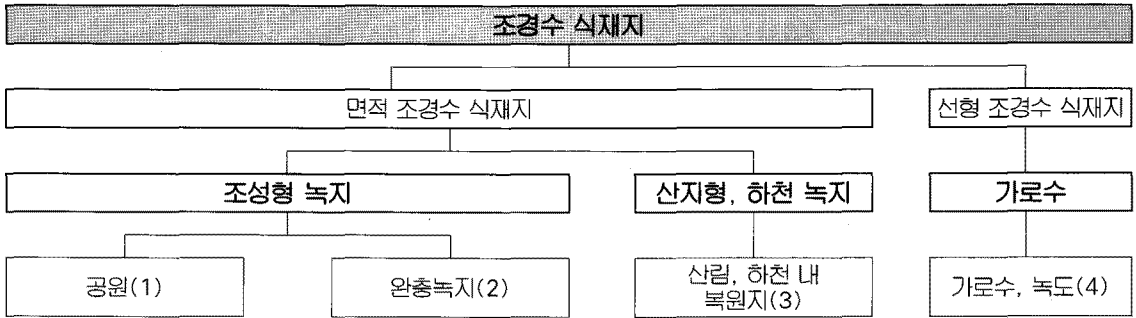 조경수 식재지
면적 조경수 식재지
선형 조경수 식재지
조성형 녹지
산지형, 하천 녹지
가로수
공원(1)
완충녹지(2)
산림, 하천 내
복원지(3)
가로수, 녹도(4)